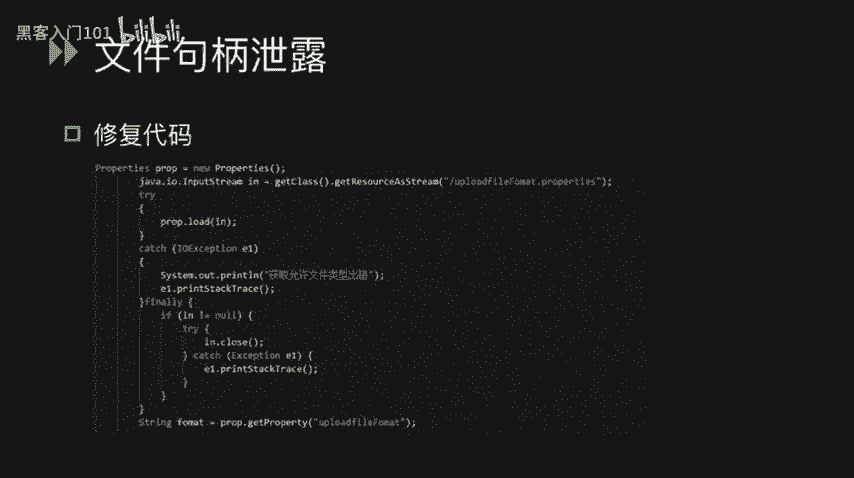 黑客入门101 bilibili
文件句柄泄露
修复代码
Properties prop = new Properties();
java.io.InputStream in = getClass().getResourceAsStream("/uploadfileFomat.properties");
try
{
prop.load(in);
}
catch (IOException e1)
{
System.out.println("获取允许文件类型出错");
e1.printStackTrace();
}finally {
if (in != null) {
try {
in.close();
} catch (Exception e1) {
e1.printStackTrace();
}
}
}
String fomat = prop.getProperty("uploadfileFomat");